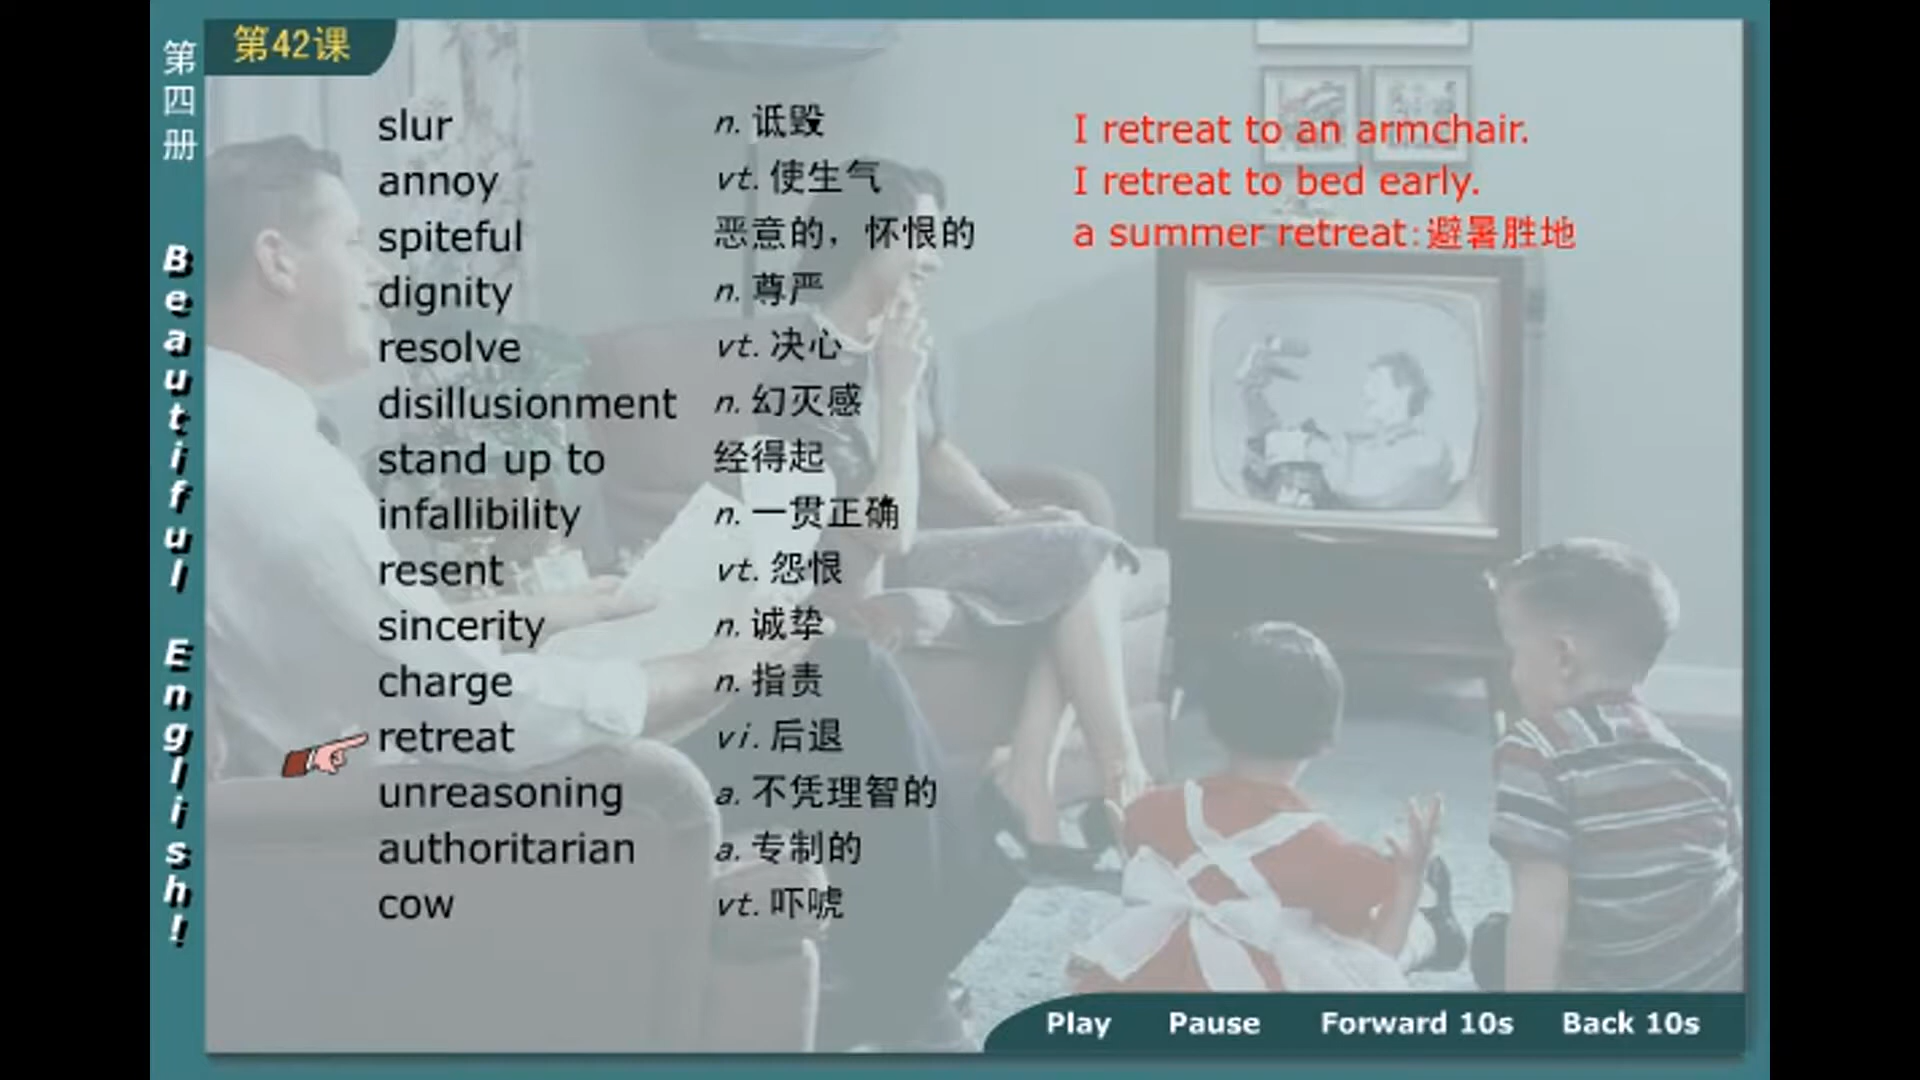 第四册
Beautiful English!
第42课
slur n. 诋毁
annoy vt. 使生气
spiteful 恶意的，怀恨的
dignity n. 尊严
resolve vt. 决心
disillusionment n. 幻灭感
stand up to 经得起
infallibility n. 一贯正确
resent vt. 怨恨
sincerity n. 诚挚
charge n. 指责
retreat vi. 后退
unreasoning a. 不凭理智的
authoritarian a. 专制的
cow vt. 吓唬
I retreat to an armchair.
I retreat to bed early.
a summer retreat:避暑胜地
Play Pause Forward 10s Back 10s